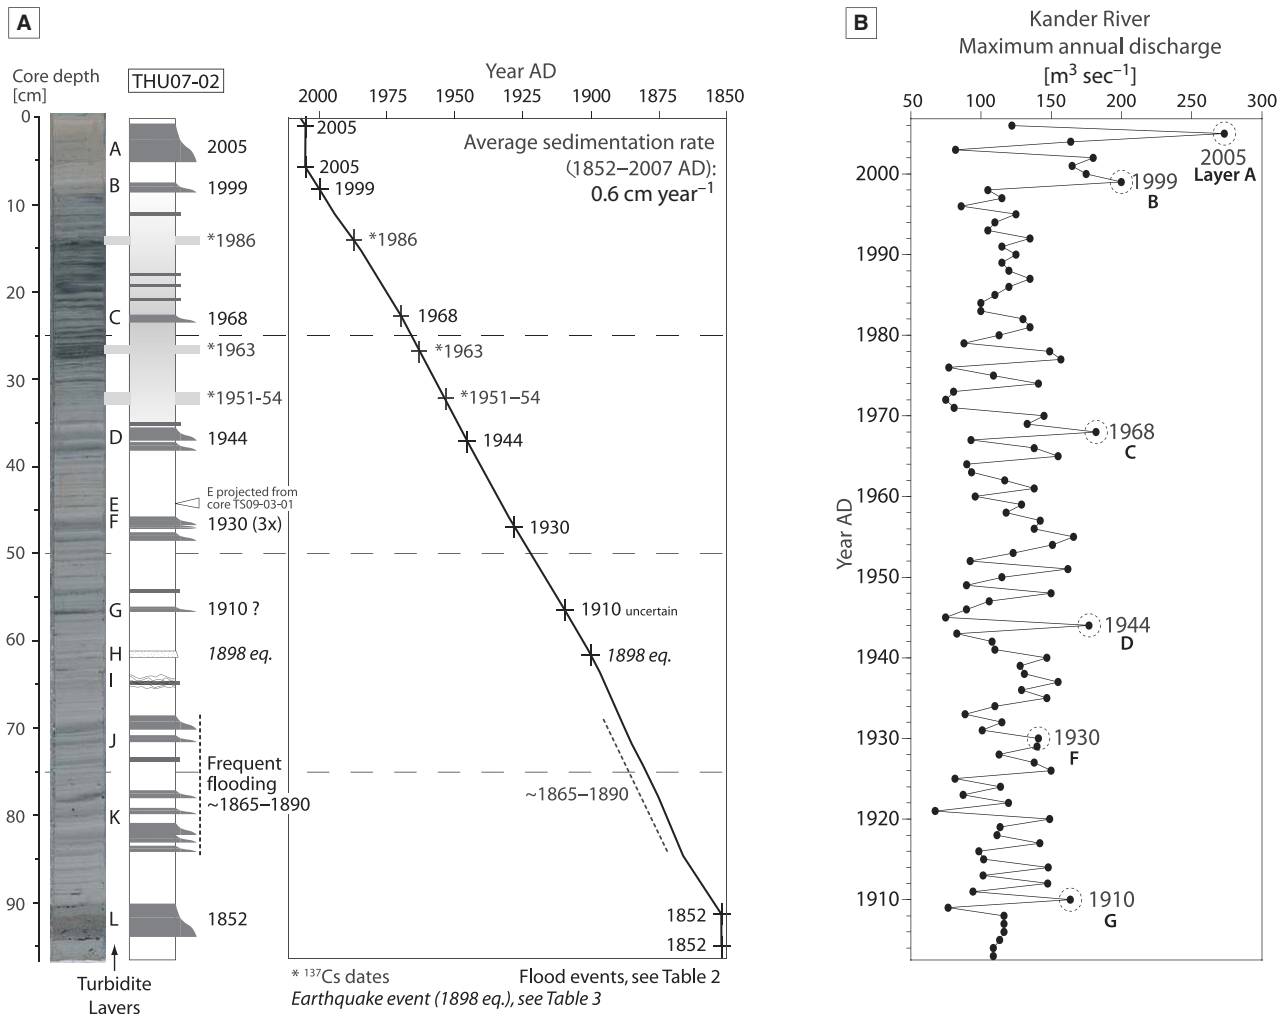 A
Core depth
[cm]
THU07-02
Year AD
2000 1975 1950 1925 1900 1875 1850
0
10
20
30
40
50
60
70
80
90
A 2005
B 1999
*1986
C 1968
*1963
*1951-54
D 1944
E E projected from
core TS09-03-01
F 1930 (3x)
G 1910 ?
H 1898 eq.
I
J
Frequent
flooding
~1865–1890
K
L 1852
Turbidite
Layers
2005
2005
1999
*1986
1968
*1963
*1951–54
1944
1930
1910 uncertain
1898 eq.
~1865–1890
1852
1852
Average sedimentation rate
(1852–2007 AD):
0.6 cm year⁻¹
* ¹³⁷Cs dates
Flood events, see Table 2
Earthquake event (1898 eq.), see Table 3
B
Kander River
Maximum annual discharge
[m³ sec⁻¹]
50 100 150 200 250 300
Year AD
2000
1990
1980
1970
1960
1950
1940
1930
1920
1910
2005
Layer A
1999
B
1968
C
1944
D
1930
F
1910
G